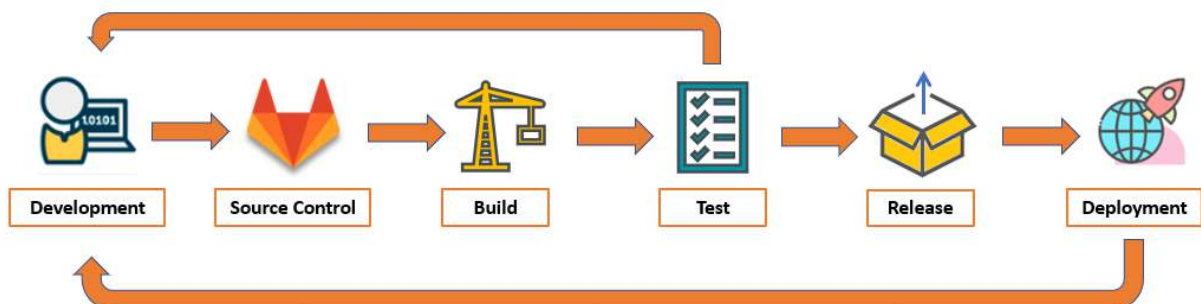 10101
Development
Source Control
Build
Test
Release
Deployment